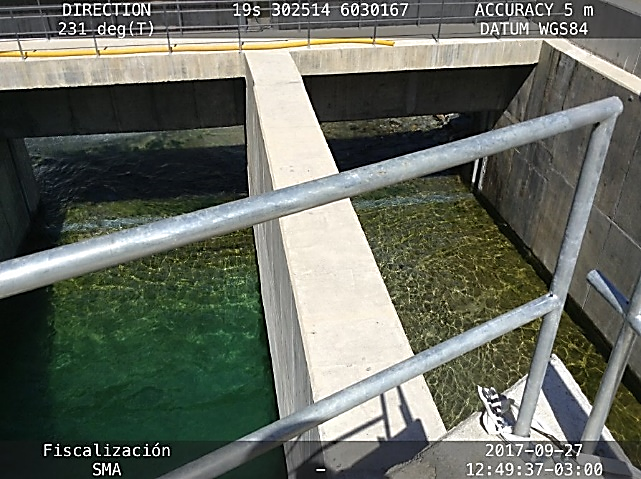 DIRECTION
231 deg(T)
19s 302514 6030167
ACCURACY 5 m
DATUM WGS84
Fiscalización
SMA
-
2017-09-27
12:49:37-03:00